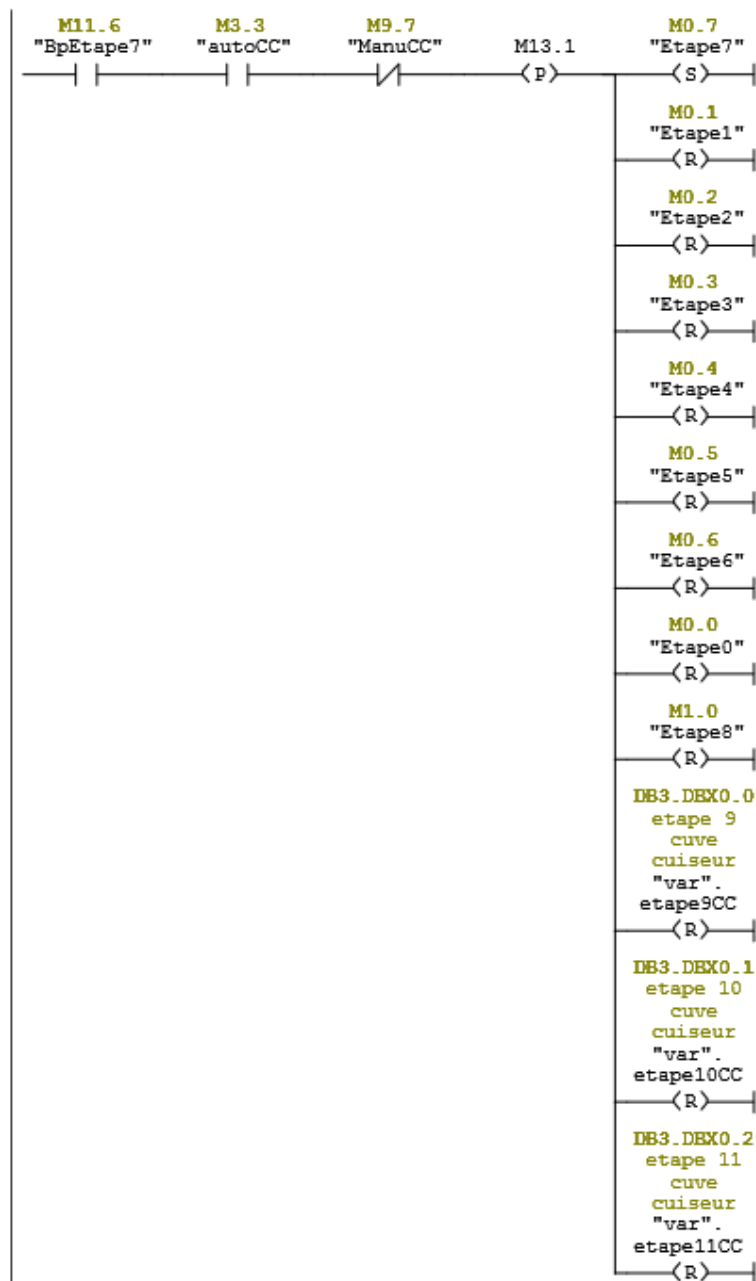 M11.6 M3.3 M9.7 M0.7
"BpEtape7" "autoCC" "ManuCC" M13.1 "Etape7"
(P) (S)
M0.1
"Etape1"
(R)
M0.2
"Etape2"
(R)
M0.3
"Etape3"
(R)
M0.4
"Etape4"
(R)
M0.5
"Etape5"
(R)
M0.6
"Etape6"
(R)
M0.0
"Etape0"
(R)
M1.0
"Etape8"
(R)
DB3.DBX0.0
etape 9
cuve
cuiseur
"var".
etape9CC
(R)
DB3.DBX0.1
etape 10
cuve
cuiseur
"var".
etape10CC
(R)
DB3.DBX0.2
etape 11
cuve
cuiseur
"var".
etape11CC
(R)